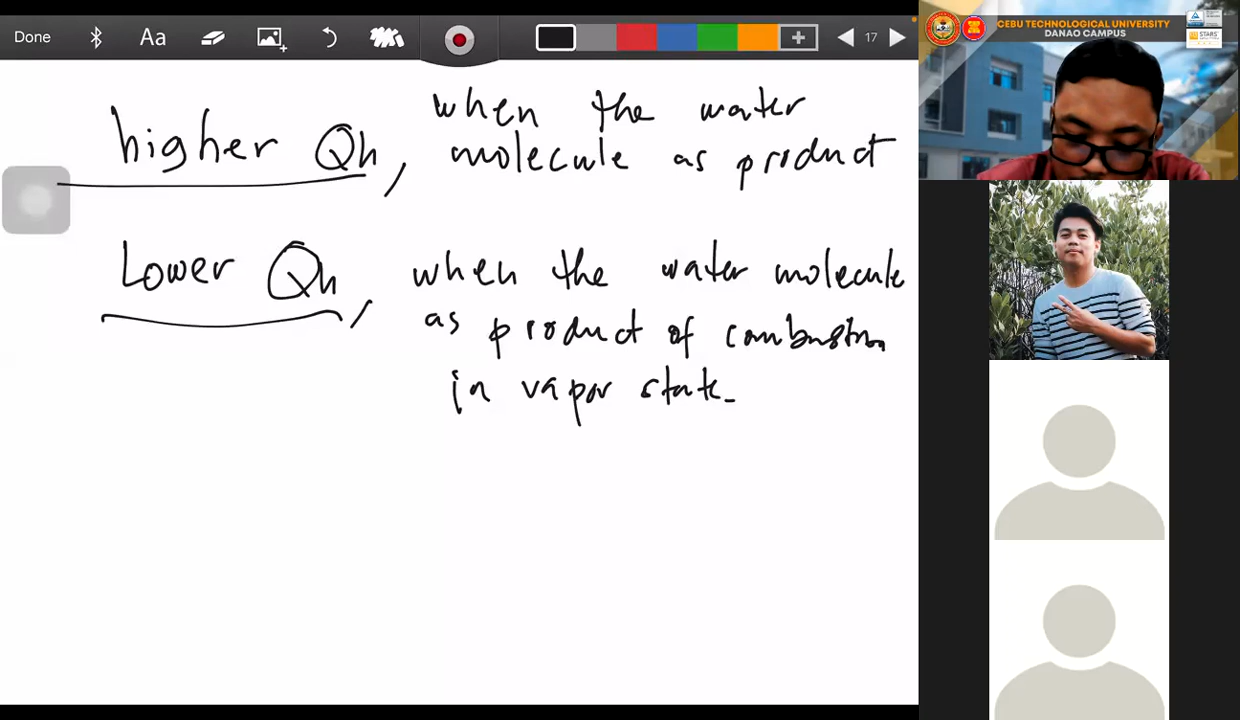 Done
Aa
17
CEBU TECHNOLOGICAL UNIVERSITY
DANAO CAMPUS
STARS
higher Qh, when the water
molecule as product
Lower Qh, when the water molecule
as product of combustion
in vapor state.